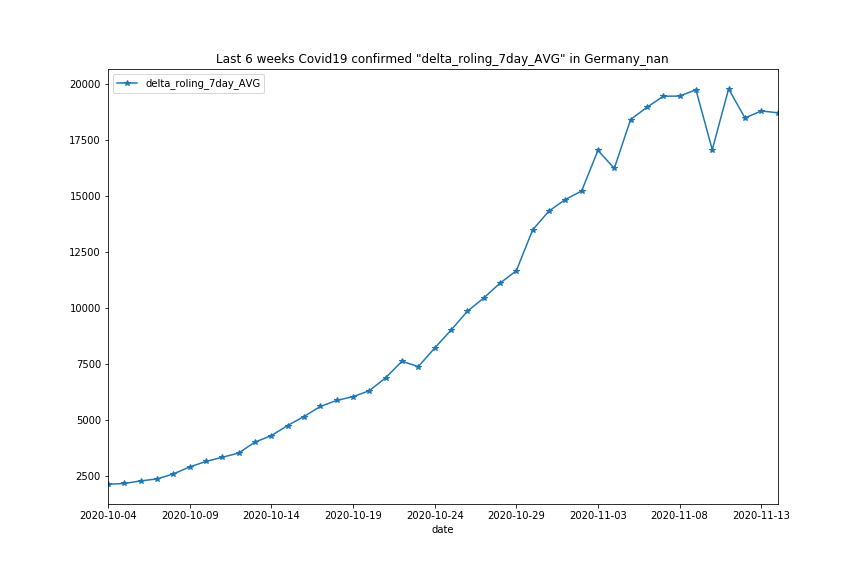 Last 6 weeks Covid19 confirmed "delta_roling_7day_AVG" in Germany_nan
delta_roling_7day_AVG
20000
17500
15000
12500
10000
7500
5000
2500
2020-10-04 2020-10-09 2020-10-14 2020-10-19 2020-10-24 2020-10-29 2020-11-03 2020-11-08 2020-11-13
date